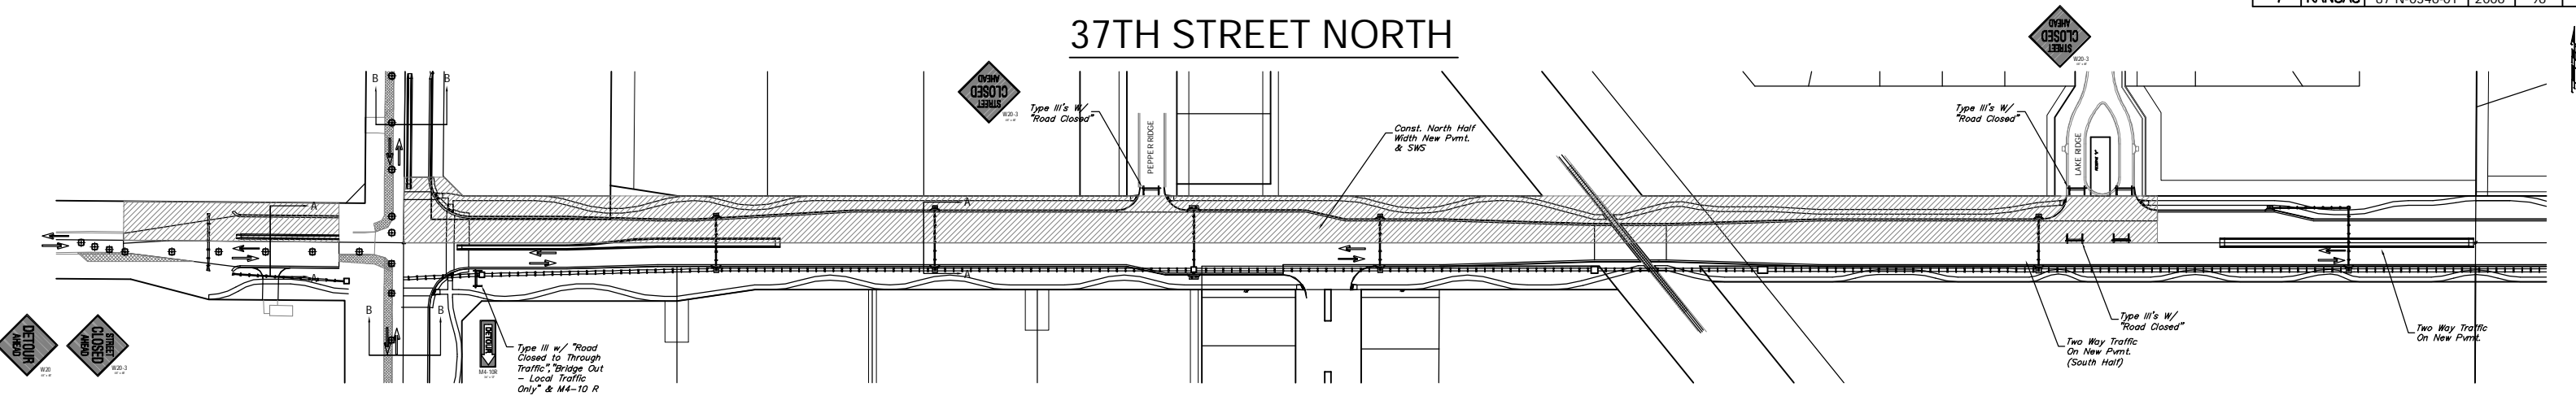 KANSAS
37TH STREET NORTH
STREET
CLOSED
AHEAD
W20-3
STREET
CLOSED
AHEAD
W20-3
B
B
Type III's W/
"Road Closed"
PEPPER RIDGE
Const. North Half
Width New Pvmt.
& SWS
Type III's W/
"Road Closed"
LAKE RIDGE
A
A
A
A
B
B
DETOUR
AHEAD
W20
STREET
CLOSED
AHEAD
W20-3
DETOUR
M4-10R
Type III w/ "Road
Closed to Through
Traffic","Bridge Out
- Local Traffic
Only" & M4-10 R
Type III's W/
"Road Closed"
Two Way Traffic
On New Pvmt.
(South Half)
Two Way Traffic
On New Pvmt.